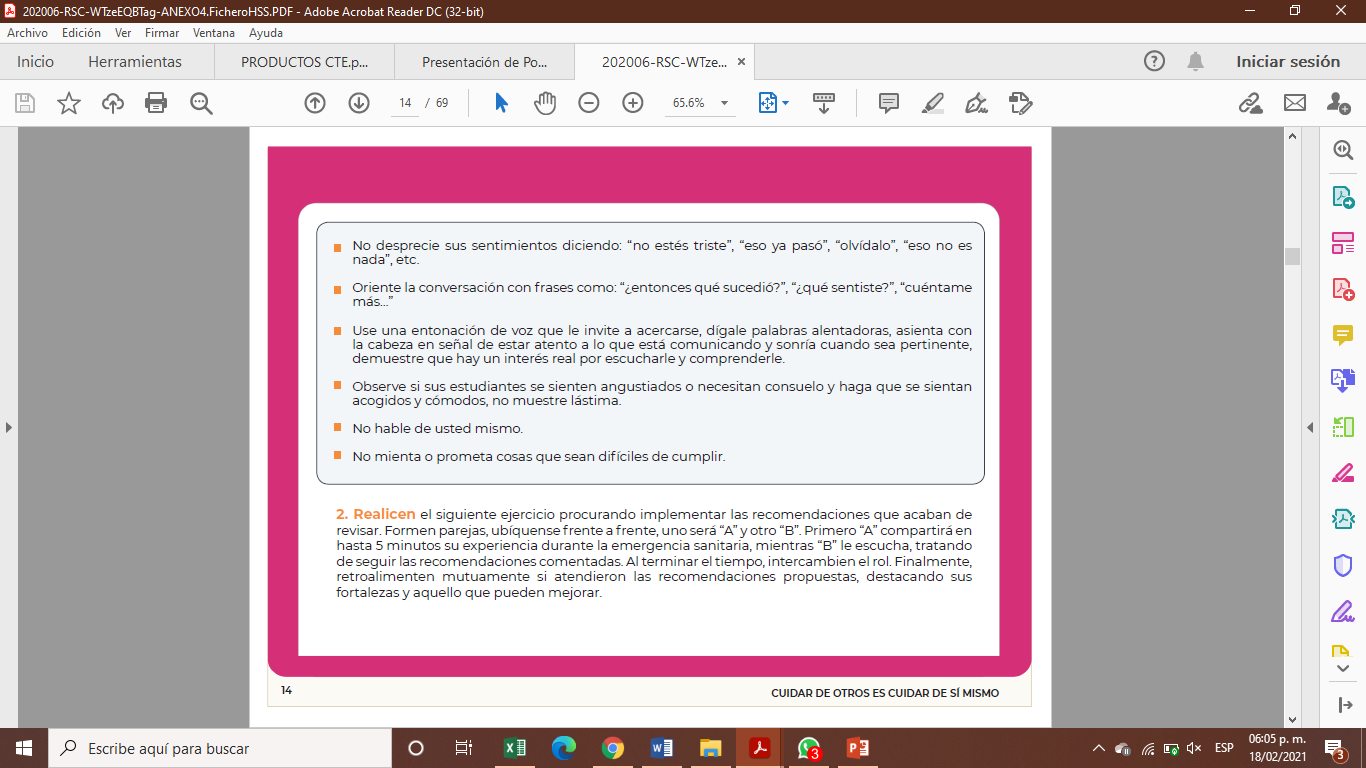 202006-RSC-WTzeEQBTag-ANEXO4.FicheroHSS.PDF - Adobe Acrobat Reader DC (32-bit)
Archivo Edición Ver Firmar Ventana Ayuda
Inicio Herramientas PRODUCTOS CTE.p... Presentación de Po... 202006-RSC-WTze... × Iniciar sesión
14 / 69 65.6%
No desprecie sus sentimientos diciendo: “no estés triste”, “eso ya pasó”, “olvídalo”, “eso no es
nada”, etc.
Oriente la conversación con frases como: “¿entonces qué sucedió?”, “¿qué sentiste?”, “cuéntame
más...”
Use una entonación de voz que le invite a acercarse, dígale palabras alentadoras, asienta con
la cabeza en señal de estar atento a lo que está comunicando y sonría cuando sea pertinente,
demuestre que hay un interés real por escucharle y comprenderle.
Observe si sus estudiantes se sienten angustiados o necesitan consuelo y haga que se sientan
acogidos y cómodos, no muestre lástima.
No hable de usted mismo.
No mienta o prometa cosas que sean difíciles de cumplir.
2. Realicen el siguiente ejercicio procurando implementar las recomendaciones que acaban de
revisar. Formen parejas, ubíquense frente a frente, uno será “A” y otro “B”. Primero “A” compartirá en
hasta 5 minutos su experiencia durante la emergencia sanitaria, mientras “B” le escucha, tratando
de seguir las recomendaciones comentadas. Al terminar el tiempo, intercambien el rol. Finalmente,
retroalimenten mutuamente si atendieron las recomendaciones propuestas, destacando sus
fortalezas y aquello que pueden mejorar.
14 CUIDAR DE OTROS ES CUIDAR DE SÍ MISMO
Escribe aquí para buscar
3
ESP
06:05 p. m.
18/02/2021
3